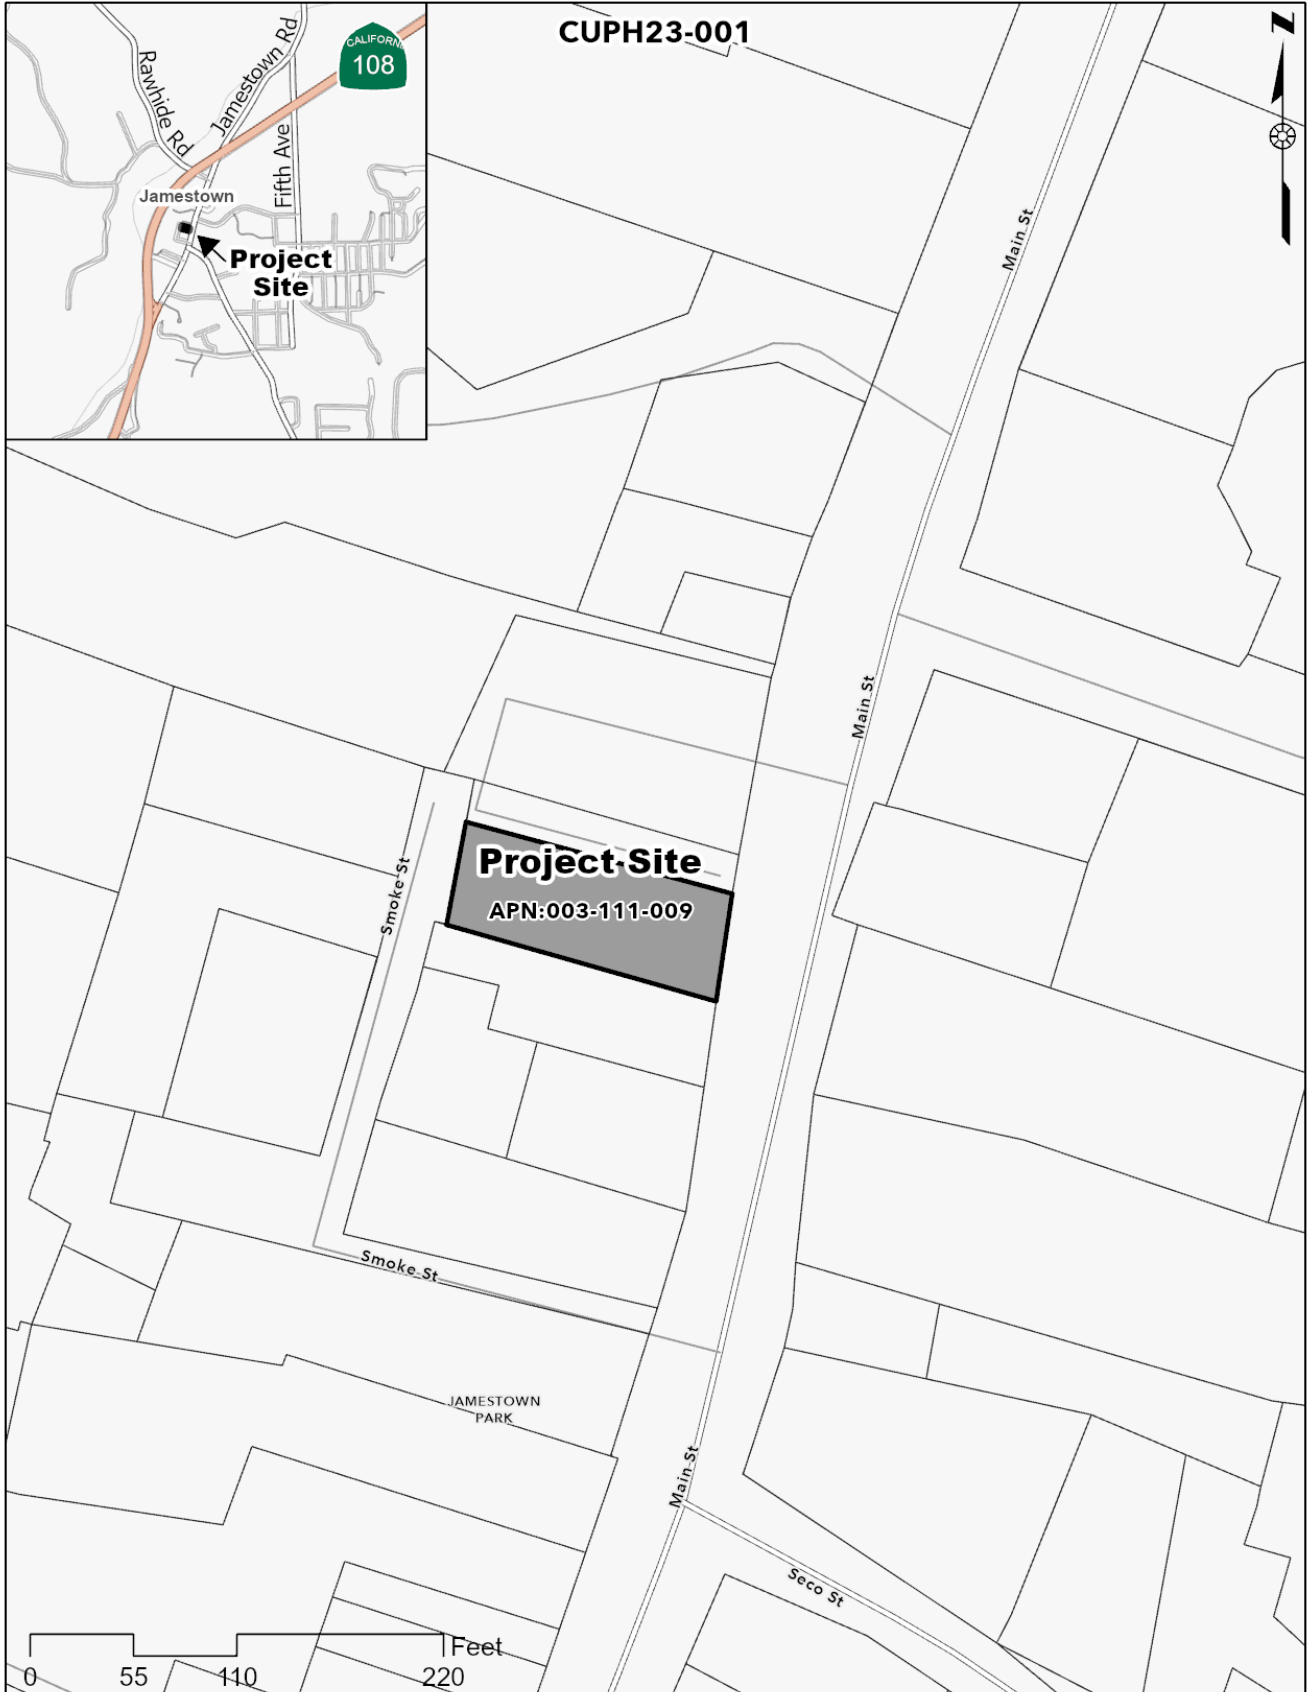 CUPH23-001
N
CALIFORN
108
Rawhide Rd
Jamestown Rd
Fifth Ave
Jamestown
Project
Site
Main St
Main St
Project Site
APN:003-111-009
Smoke St
Smoke St
JAMESTOWN
PARK
Main St
Seco St
Feet
0 55 110 220